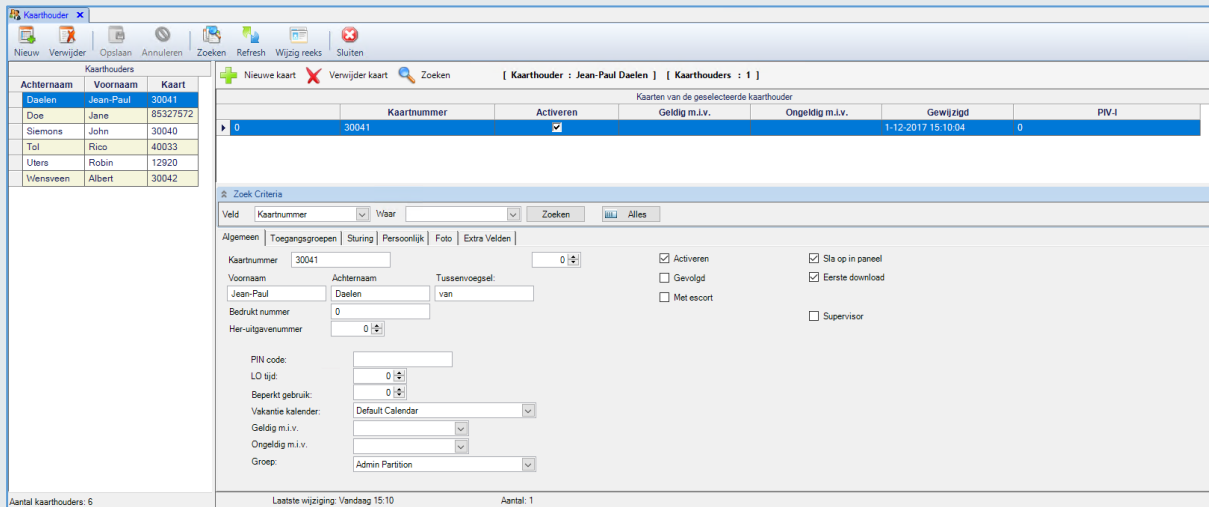 Kaarthouder X
Nieuw Verwijder Opslaan Annuleren Zoeken Refresh Wijzig reeks Sluiten
Kaarthouders
Achternaam Voornaam Kaart
Daelen Jean-Paul 30041
Doe Jane 85327572
Siemons John 30040
Tol Rico 40033
Uters Robin 12920
Wensveen Albert 30042
Nieuwe kaart Verwijder kaart Zoeken [ Kaarthouder : Jean-Paul Daelen ] [ Kaarthouders : 1 ]
Kaarten van de geselecteerde kaarthouder
Kaartnummer Activeren Geldig m.i.v. Ongeldig m.i.v. Gewijzigd PIV-I
0 30041 1-12-2017 15:10:04 0
Zoek Criteria
Veld Kaartnummer Waar Zoeken Alles
Algemeen Toegangsgroepen Sturing Persoonlijk Foto Extra Velden
Kaartnummer 30041 0 Activeren Sla op in paneel
Voornaam Achternaam Tussenvoegsel: Gevolgd Eerste download
Jean-Paul Daelen van Met escort
Bedrukt nummer 0 Supervisor
Her-uitgavenummer 0
PIN code:
LO tijd: 0
Beperkt gebruik: 0
Vakantie kalender: Default Calendar
Geldig m.i.v.
Ongeldig m.i.v.
Groep: Admin Partition
Aantal kaarthouders: 6 Laatste wijziging: Vandaag 15:10 Aantal: 1